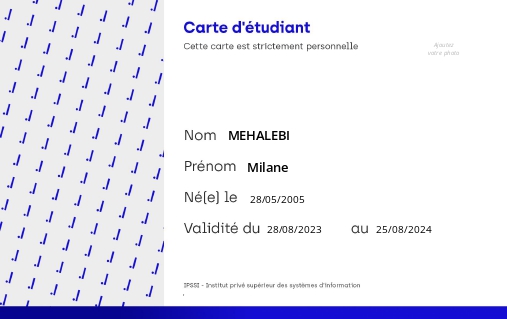 Carte d'étudiant
Cette carte est strictement personnelle
Ajoutez
votre photo
Nom MEHALEBI
Prénom Milane
Né(e) le 28/05/2005
Validité du 28/08/2023 au 25/08/2024
IPSSI - Institut privé supérieur des systèmes d'information